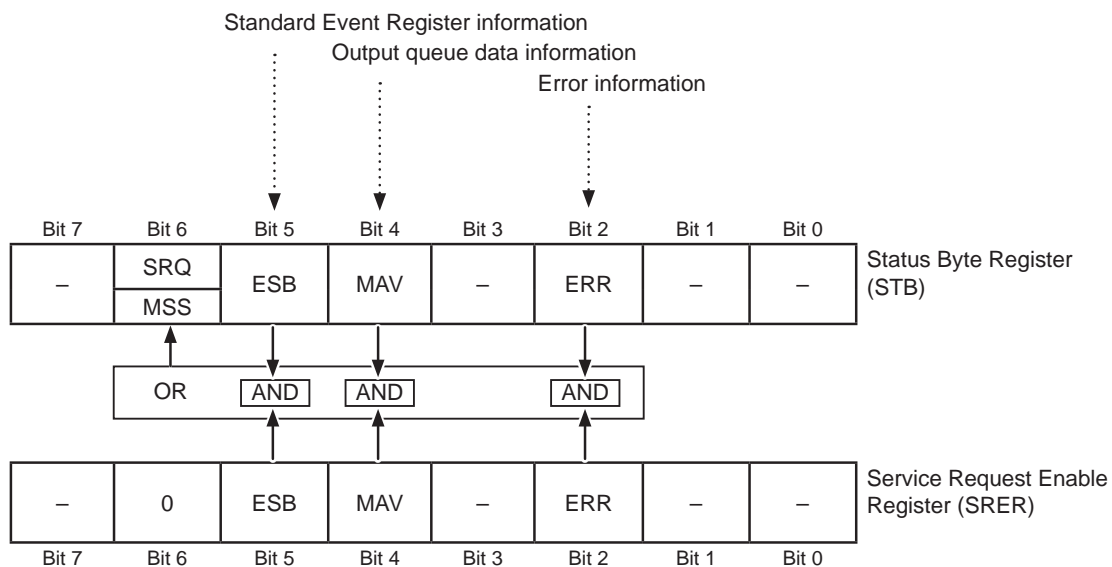 Standard Event Register information
Output queue data information
Error information
Bit 7 Bit 6 Bit 5 Bit 4 Bit 3 Bit 2 Bit 1 Bit 0
– SRQ MSS ESB MAV – ERR – –
Status Byte Register
(STB)
OR AND AND AND
– 0 ESB MAV – ERR – –
Service Request Enable
Register (SRER)
Bit 7 Bit 6 Bit 5 Bit 4 Bit 3 Bit 2 Bit 1 Bit 0